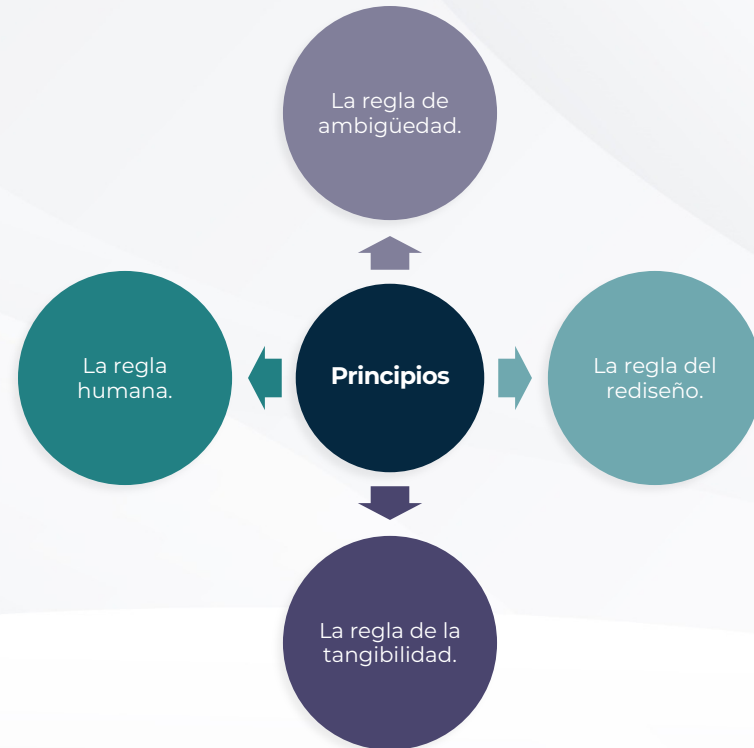 La regla de
ambigüedad.
La regla
humana.
Principios
La regla del
rediseño.
La regla de la
tangibilidad.